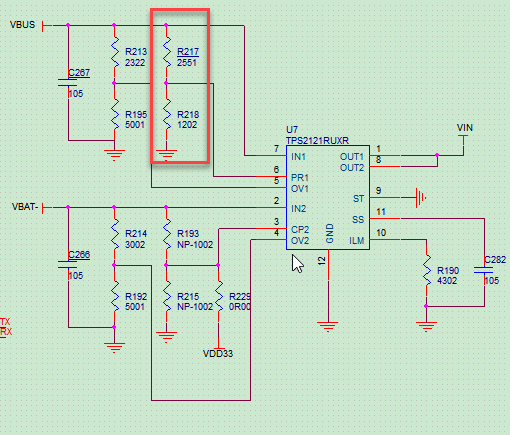 VBUS
R213
2322
R217
2551
C267
105
R195
5001
R218
1202
U7
TPS2121RUXR
7
IN1
OUT1
1
VIN
OUT2
8
6
PR1
5
OV1
ST
9
VBAT-
2
IN2
SS
11
3
CP2
4
OV2
GND
ILM
10
12
R214
3002
R193
NP-1002
C266
105
R192
5001
R215
NP-1002
R229
0R00
VDD33
R190
4302
C282
105
TX
RX